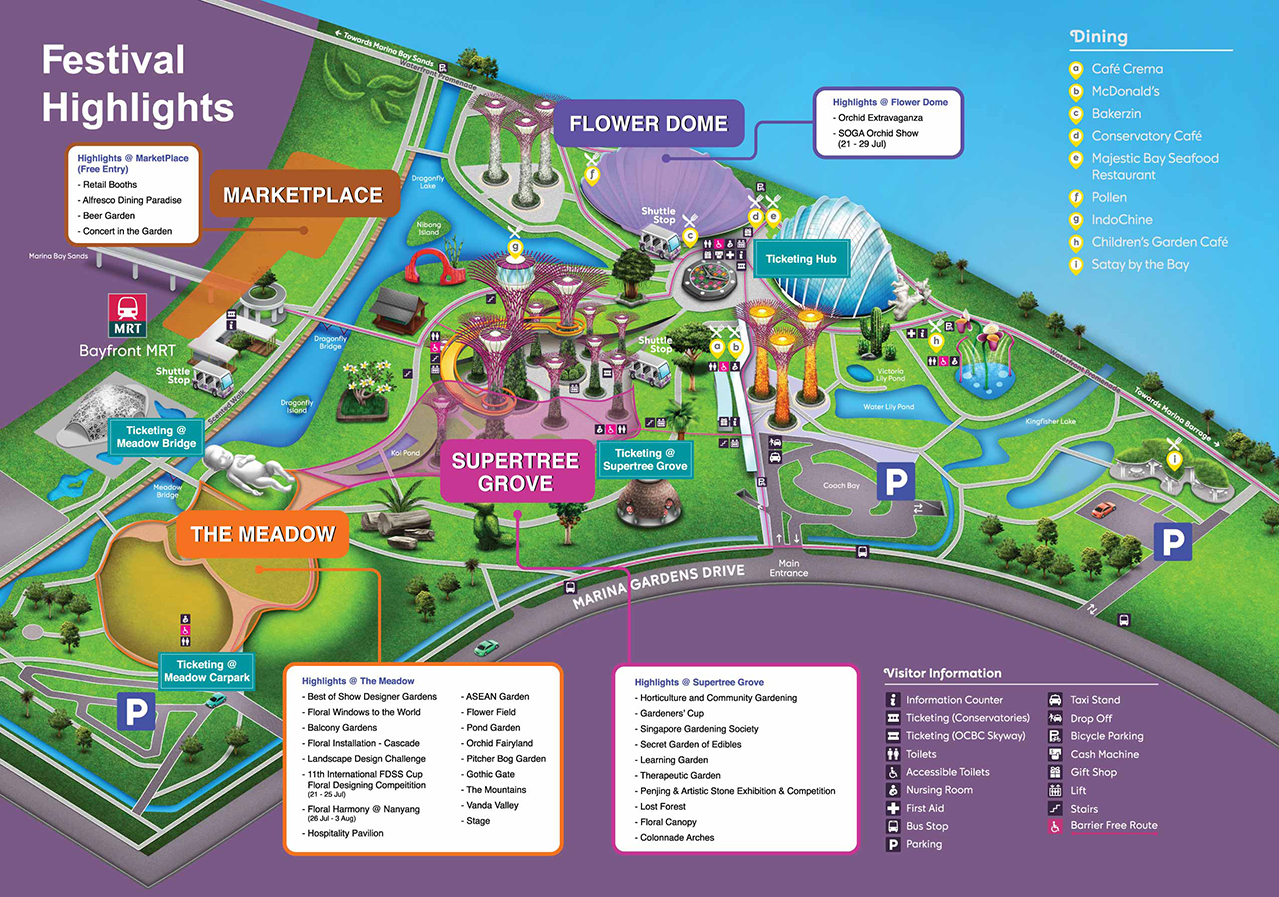 Festival
Highlights
← Towards Marina Bay Sands
Waterfront Promenade
Highlights @ MarketPlace
(Free Entry)
- Retail Booths
- Alfresco Dining Paradise
- Beer Garden
- Concert in the Garden
MARKETPLACE
FLOWER DOME
Highlights @ Flower Dome
- Orchid Extravaganza
- SOGA Orchid Show
(21 - 29 Jul)
Dining
a Café Crema
b McDonald's
c Bakerzin
d Conservatory Café
e Majestic Bay Seafood
Restaurant
f Pollen
g IndoChine
h Children's Garden Café
i Satay by the Bay
Dragonfly
Lake
Nibong
Island
f
Shuttle
Stop
c
d
e
g
Ticketing Hub
Marina Bay Sands
MRT
Bayfront MRT
Shuttle
Stop
Dragonfly
Bridge
Dragonfly
Island
Scented Walk
Shuttle
Stop
a
b
h
Victoria
Lily Pond
Water Lily Pond
Waterfront Promenade
Towards Marina Barrage →
Kingfisher Lake
i
Ticketing @
Meadow Bridge
Meadow
Bridge
Koi Pond
SUPERTREE
GROVE
Ticketing @
Supertree Grove
Coach Bay
P
P
THE MEADOW
MARINA GARDENS DRIVE
Main
Entrance
Ticketing @
Meadow Carpark
P
Highlights @ The Meadow
- Best of Show Designer Gardens
- Floral Windows to the World
- Balcony Gardens
- Floral Installation - Cascade
- Landscape Design Challenge
- 11th International FDSS Cup
Floral Designing Compeitition
(21 - 25 Jul)
- Floral Harmony @ Nanyang
(26 Jul - 3 Aug)
- Hospitality Pavilion
- ASEAN Garden
- Flower Field
- Pond Garden
- Orchid Fairyland
- Pitcher Bog Garden
- Gothic Gate
- The Mountains
- Vanda Valley
- Stage
Highlights @ Supertree Grove
- Horticulture and Community Gardening
- Gardeners' Cup
- Singapore Gardening Society
- Secret Garden of Edibles
- Learning Garden
- Therapeutic Garden
- Penjing & Artistic Stone Exhibition & Competition
- Lost Forest
- Floral Canopy
- Colonnade Arches
Visitor Information
Information Counter
Ticketing (Conservatories)
Ticketing (OCBC Skyway)
Toilets
Accessible Toilets
Nursing Room
First Aid
Bus Stop
P Parking
Taxi Stand
Drop Off
Bicycle Parking
Cash Machine
Gift Shop
Lift
Stairs
Barrier Free Route